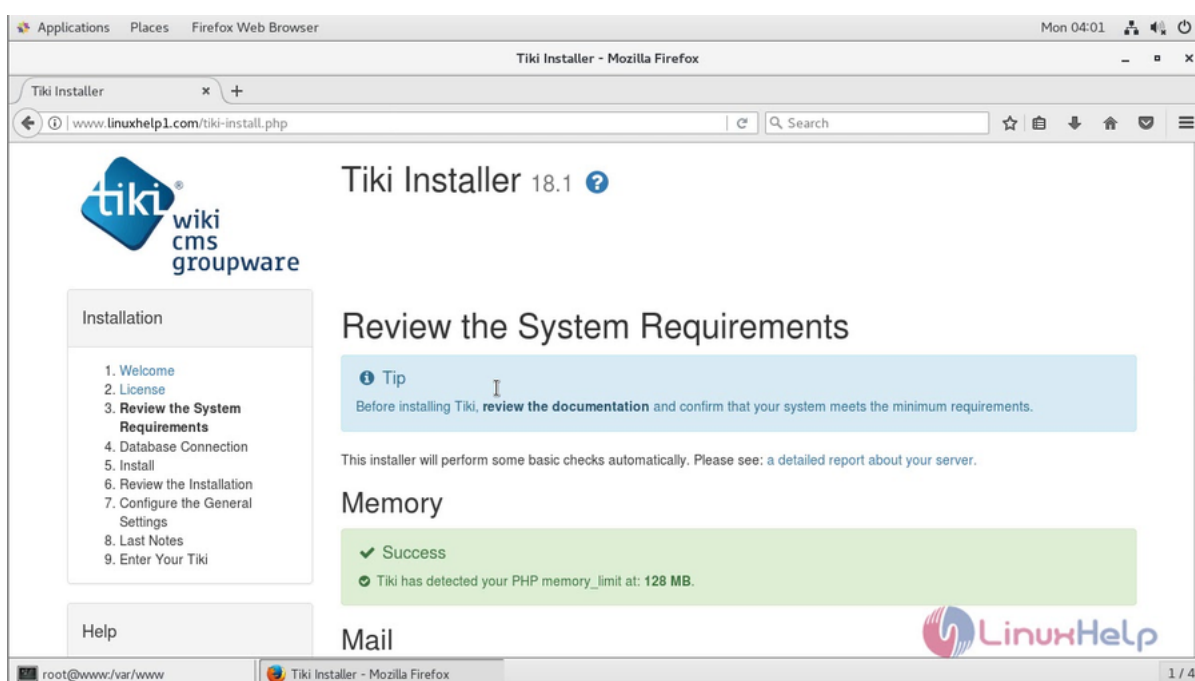 Applications Places Firefox Web Browser Mon 04:01
Tiki Installer - Mozilla Firefox
Tiki Installer
www.linuxhelp1.com/tiki-install.php Search
tiki®
wiki
cms
groupware
Tiki Installer 18.1
Installation
1. Welcome
2. License
3. Review the System
Requirements
4. Database Connection
5. Install
6. Review the Installation
7. Configure the General
Settings
8. Last Notes
9. Enter Your Tiki
Help
Review the System Requirements
Tip
Before installing Tiki, review the documentation and confirm that your system meets the minimum requirements.
This installer will perform some basic checks automatically. Please see: a detailed report about your server.
Memory
Success
Tiki has detected your PHP memory_limit at: 128 MB.
Mail
LinuxHelp
root@www:/var/www Tiki Installer - Mozilla Firefox 1 / 4